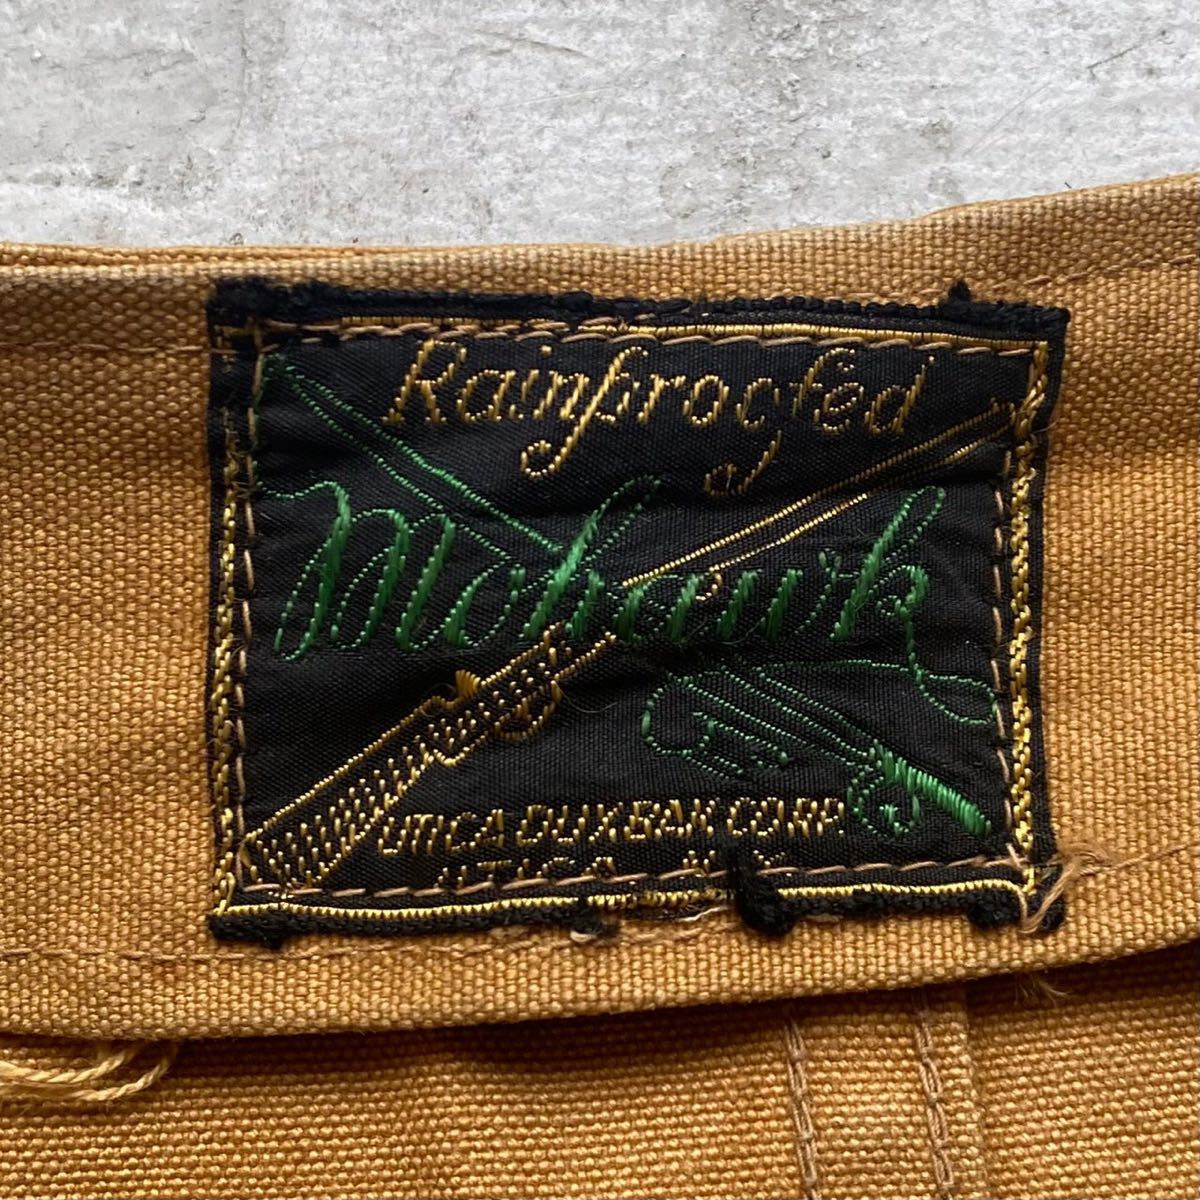 Rainproofed
Mohawk
UTICA DUXBAK CORP.
UTICA N.Y.